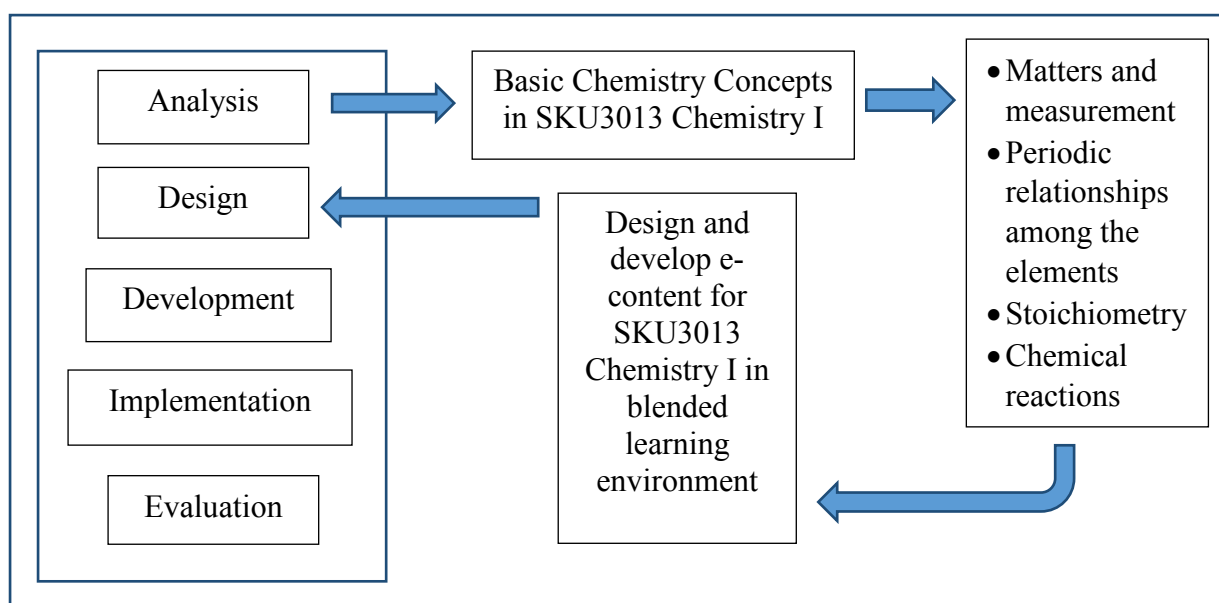 Analysis
Design
Development
Implementation
Evaluation
Basic Chemistry Concepts
in SKU3013 Chemistry I
• Matters and
measurement
• Periodic
relationships
among the
elements
• Stoichiometry
• Chemical
reactions
Design and
develop e-
content for
SKU3013
Chemistry I in
blended
learning
environment